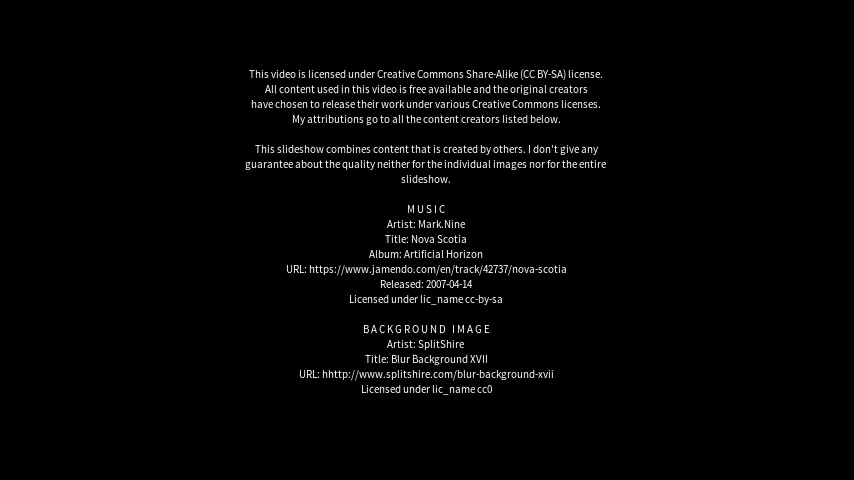 This video is licensed under Creative Commons Share-Alike (CC BY-SA) license.
All content used in this video is free available and the original creators
have chosen to release their work under various Creative Commons licenses.
My attributions go to all the content creators listed below.
This slideshow combines content that is created by others. I don't give any
guarantee about the quality neither for the individual images nor for the entire
slideshow.
MUSIC
Artist: Mark.Nine
Title: Nova Scotia
Album: Artificial Horizon
URL: https://www.jamendo.com/en/track/42737/nova-scotia
Released: 2007-04-14
Licensed under lic_name cc-by-sa
BACKGROUND IMAGE
Artist: SplitShire
Title: Blur Background XVII
URL: hhttp://www.splitshire.com/blur-background-xvii
Licensed under lic_name cc0